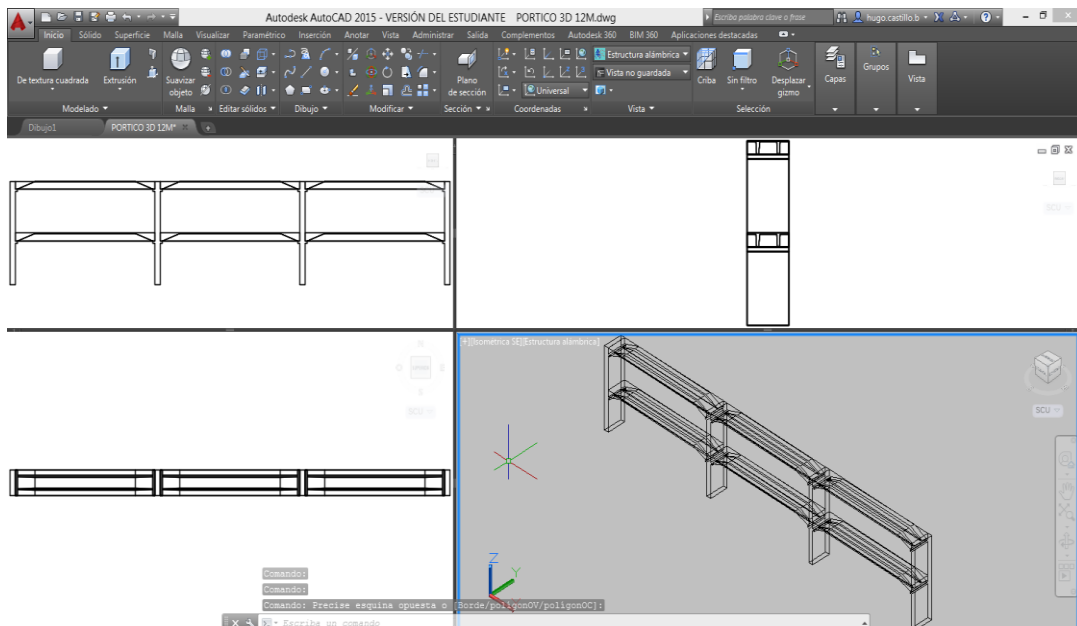 Autodesk AutoCAD 2015 - VERSIÓN DEL ESTUDIANTE PORTICO 3D 12M.dwg
Escriba palabra clave o frase
hugo.castillo.b
Inicio Sólido Superficie Malla Visualizar Paramétrico Inserción Anotar Vista Administrar Salida Complementos Autodesk 360 BIM 360 Aplicaciones destacadas
Estructura alámbrica
Vista no guardada
Universal
De textura cuadrada
Extrusión
Suavizar
objeto
Plano
de sección
Criba
Sin filtro
Desplazar
gizmo
Capas
Grupos
Vista
Modelado Malla Editar sólidos Dibujo Modificar Sección Coordenadas Vista Selección
Dibujo1 PORTICO 3D 12M*
[+][Isométrica SE][Estructura alámbrica]
SCU
SCU
SCU
Z
Y
Comando:
Comando:
Comando: Precise esquina opuesta o [Borde/polígonOV/polígonOC]:
Escribe un comando